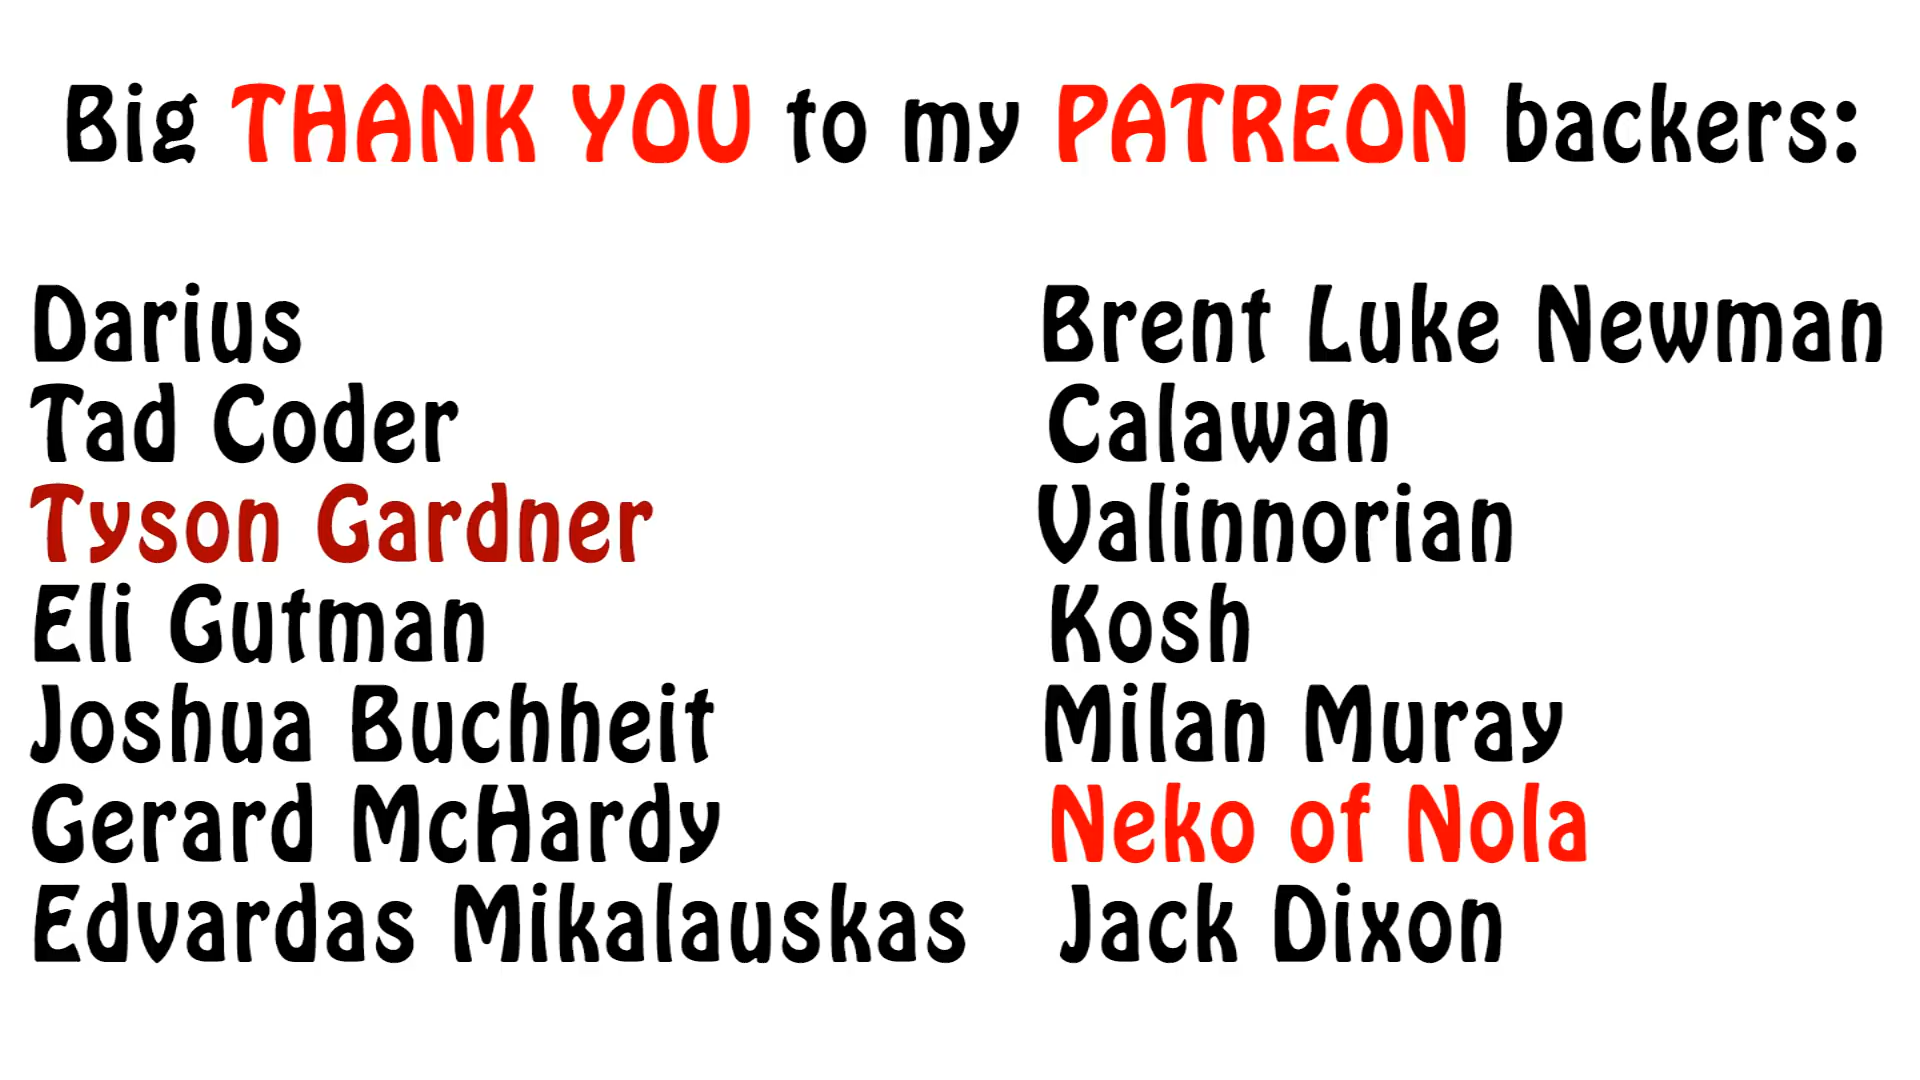 Big THANK YOU to my PATREON backers:
Darius
Tad Coder
Tyson Gardner
Eli Gutman
Joshua Buchheit
Gerard McHardy
Edvardas Mikalauskas
Brent Luke Newman
Calawan
Valinnorian
Kosh
Milan Muray
Neko of Nola
Jack Dixon